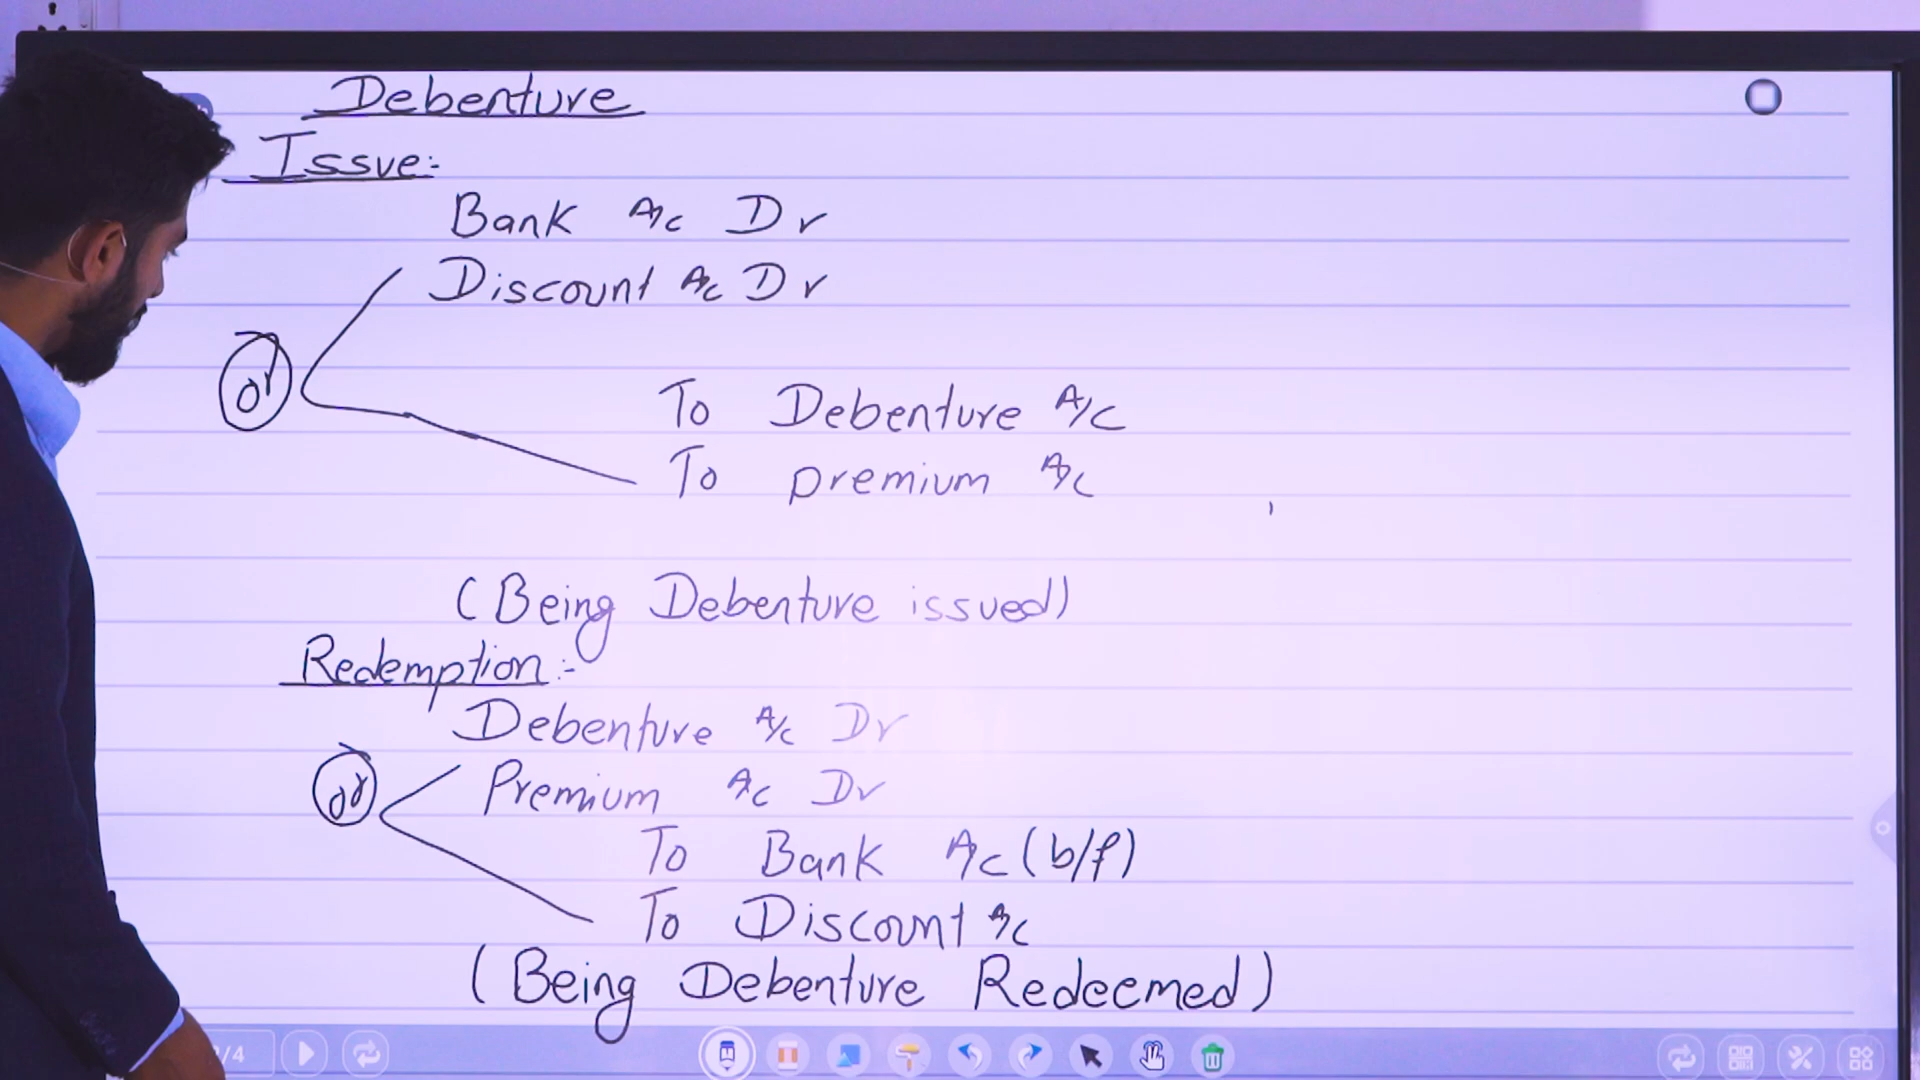 Debenture
Issue:-
Bank A/c Dr
Discount A/c Dr
or
To Debenture A/c
To premium A/c
(Being Debenture issued)
Redemption:-
Debenture A/c Dr
or
Premium A/c Dr
To Bank A/c (b/f)
To Discount A/c
(Being Debenture Redeemed)
/4